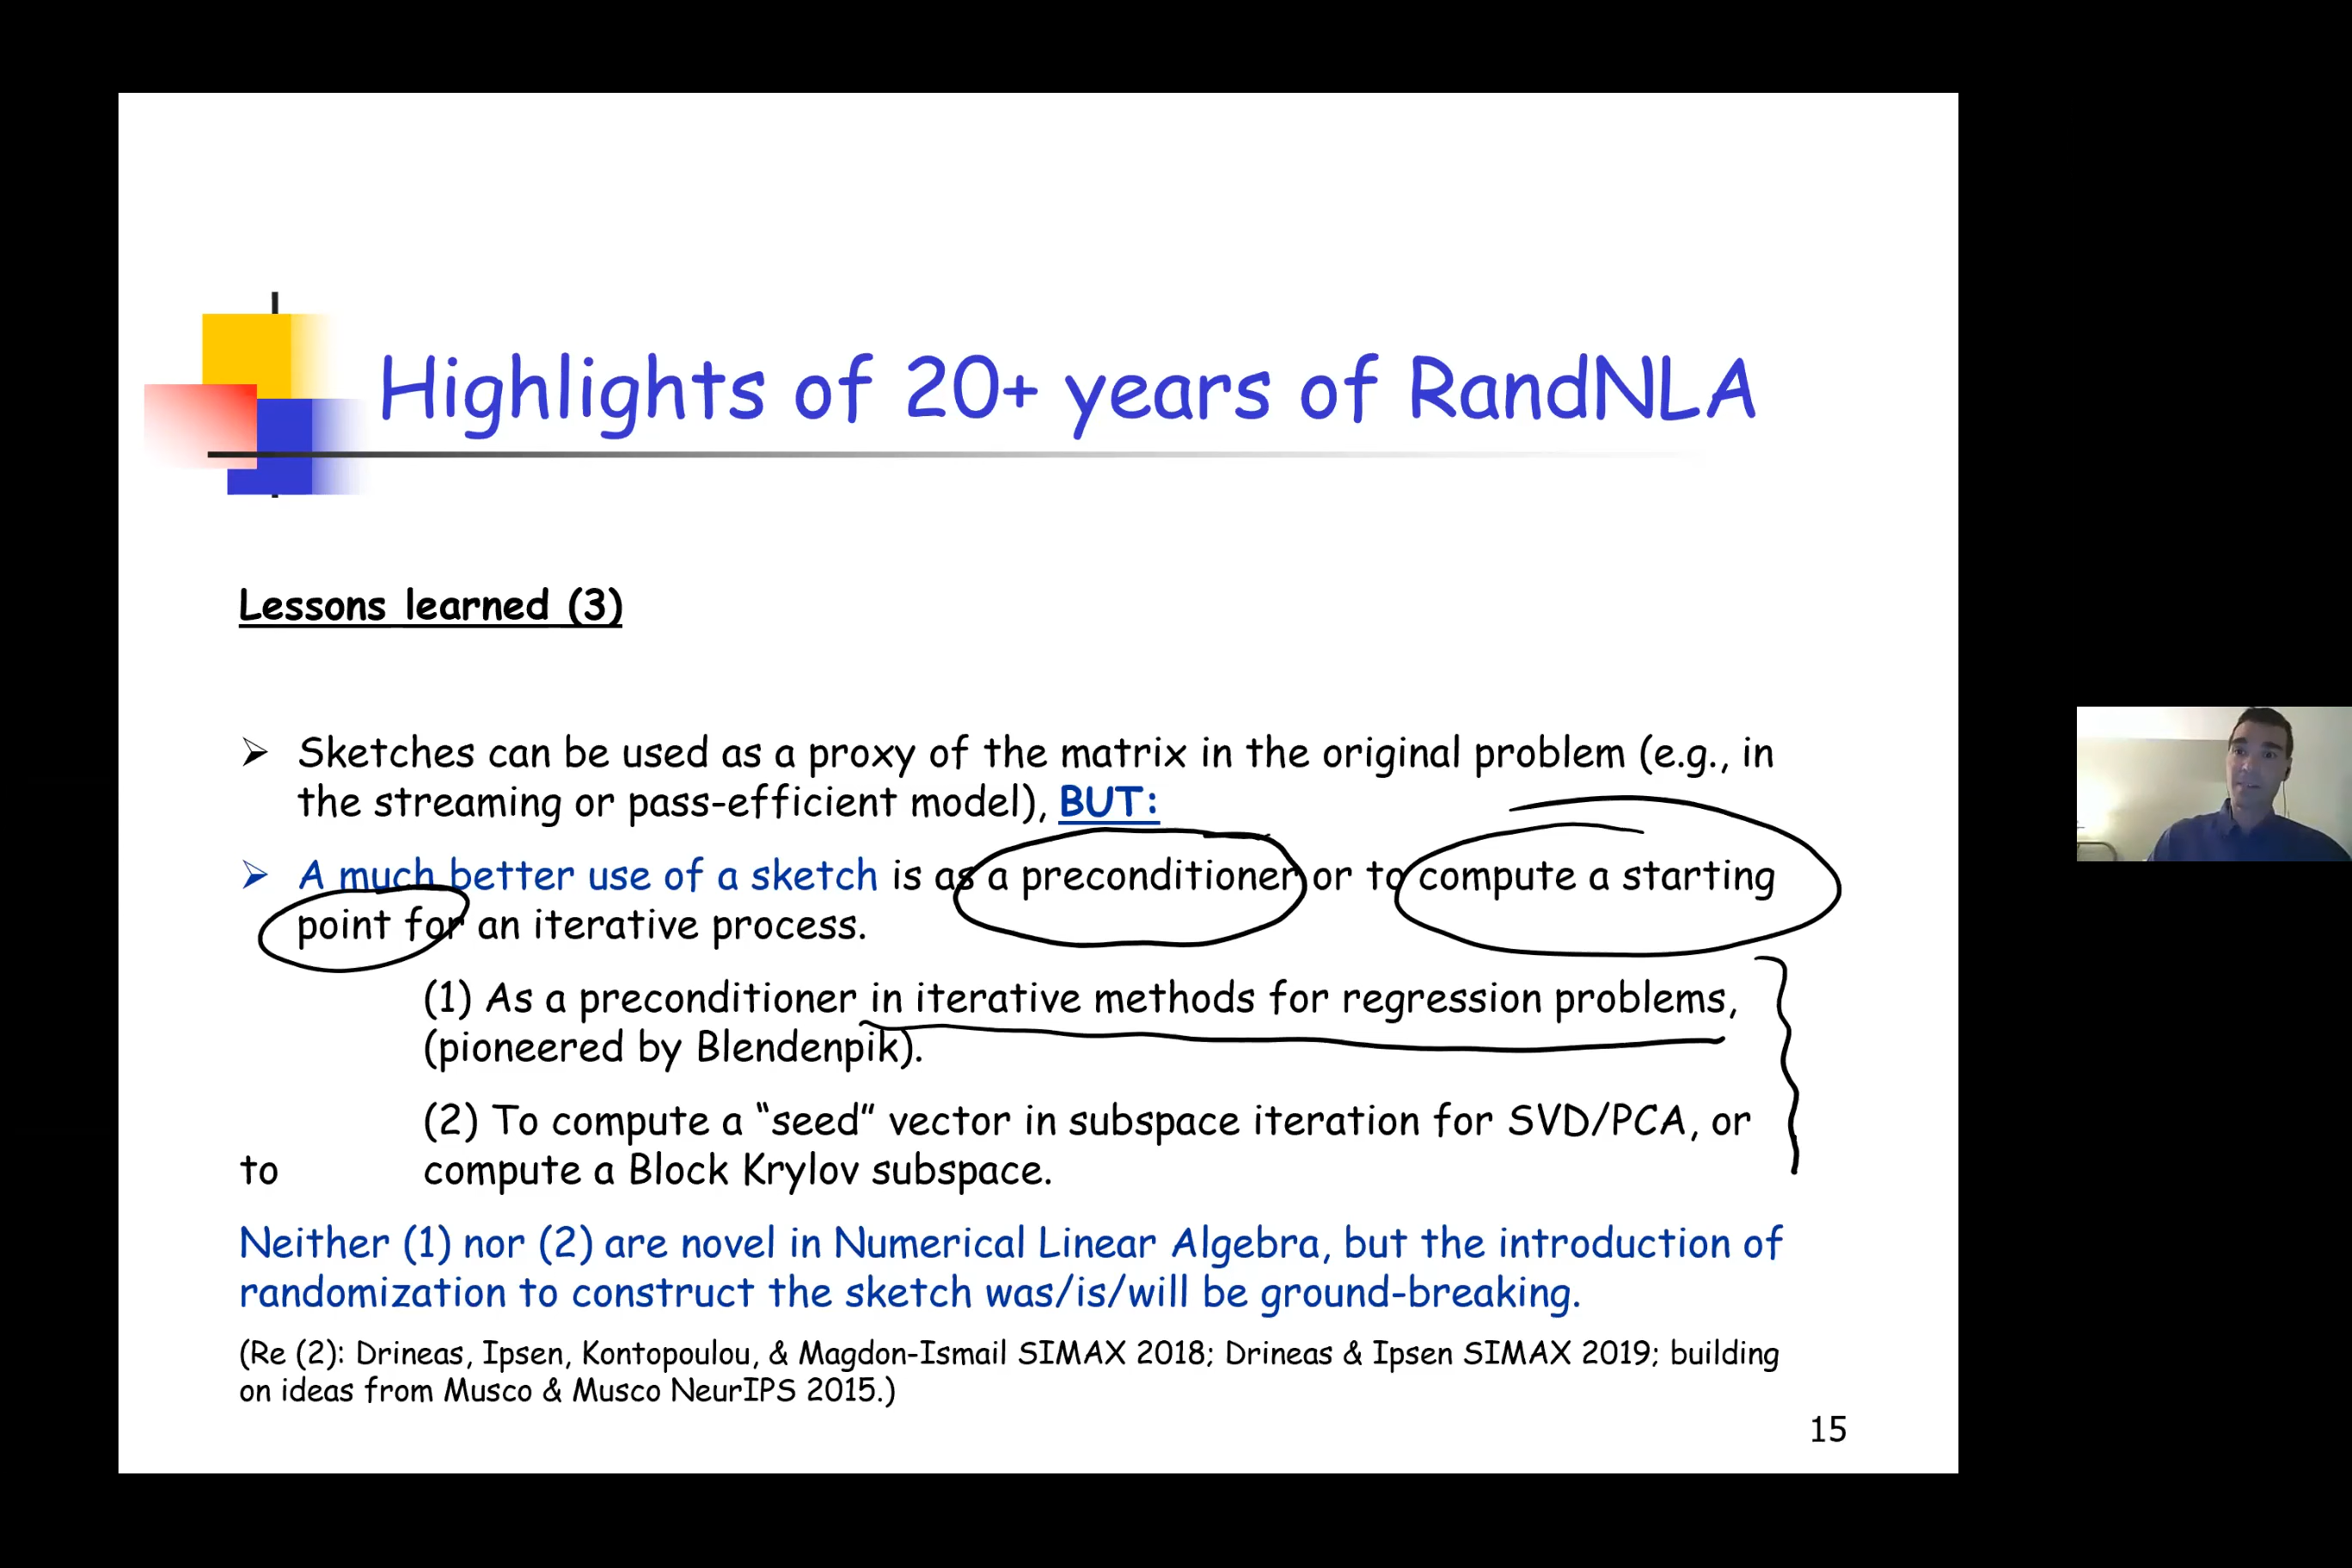 Highlights of 20+ years of RandNLA
Lessons learned (3)
Sketches can be used as a proxy of the matrix in the original problem (e.g., in
the streaming or pass-efficient model), BUT:
A much better use of a sketch is as a preconditioner or to compute a starting
point for an iterative process.
(1) As a preconditioner in iterative methods for regression problems,
(pioneered by Blendenpik).
(2) To compute a “seed” vector in subspace iteration for SVD/PCA, or
to compute a Block Krylov subspace.
Neither (1) nor (2) are novel in Numerical Linear Algebra, but the introduction of
randomization to construct the sketch was/is/will be ground-breaking.
(Re (2): Drineas, Ipsen, Kontopoulou, & Magdon-Ismail SIMAX 2018; Drineas & Ipsen SIMAX 2019; building
on ideas from Musco & Musco NeurIPS 2015.)
15